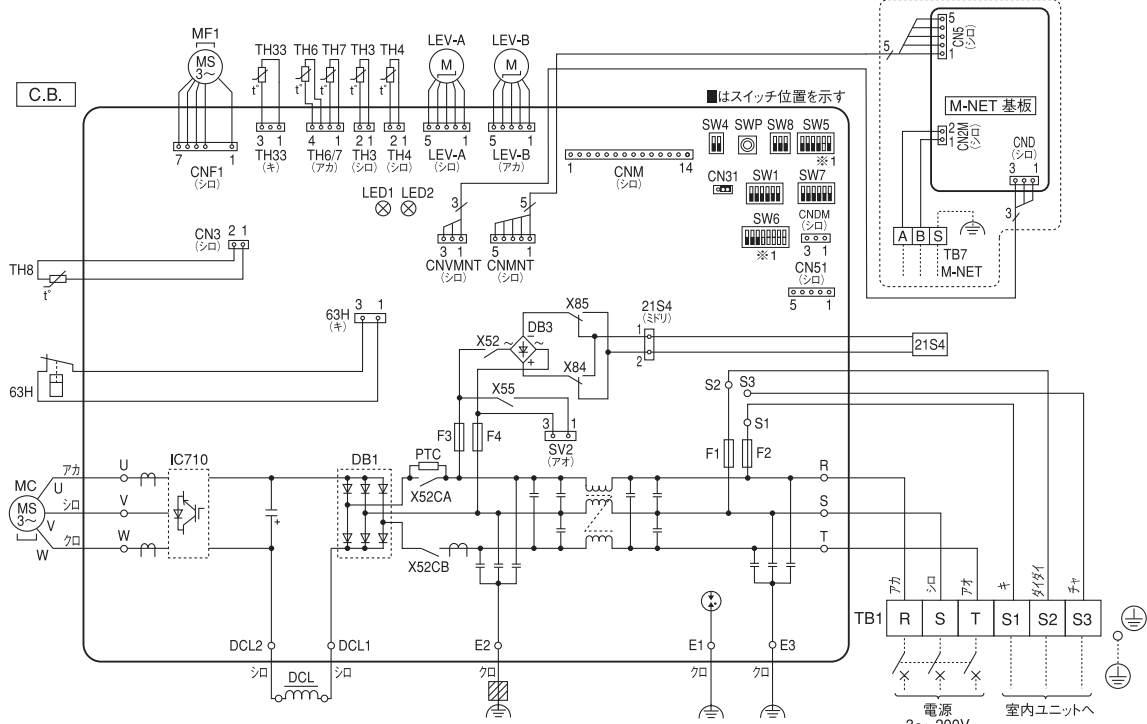 C.B.
MF1
MS
3～
7 1
CNF1
(シロ)
TH33
t°
3 1
TH33
(キ)
TH6 TH7
t° t°
4 1
TH6/7
(アカ)
TH3
t°
2 1
TH3
(シロ)
TH4
t°
2 1
TH4
(シロ)
LEV-A
M
5 1
LEV-A
(シロ)
LEV-B
M
5 1
LEV-B
(アカ)
LED1 LED2
3
3 1
CNVMNT
(シロ)
5
5 1
CNMNT
(シロ)
1 14
CNM
(シロ)
■はスイッチ位置を示す
SW4 SWP SW8 SW5
※1
CN31 SW1 SW7
SW6
※1
CNDM
(シロ)
3 1
CN51
(シロ)
5 1
5
5
1
CN5
(シロ)
M-NET 基板
2
1
CN2M
(シロ)
CND
(シロ)
3 1
3
A B S
TB7
M-NET
CN3
(シロ)
2 1
TH8
t°
63H
(キ)
3 1
63H
X52
DB3
～ ～
－
+
X85
X84
21S4
(ミドリ)
1
2
21S4
X55
F3 F4
3 1
SV2
(アオ)
S2 S3
S1
F1 F2
MC
MS
3～
アカ
U
シロ
V
クロ
W
U
V
W
IC710
+
DB1
PTC
X52CA
X52CB
R
S
T
DCL2 DCL1
シロ シロ
DCL
E2
クロ
E1
クロ
E3
クロ
アカ シロ アオ キ ダイダイ チャ
TB1 R S T S1 S2 S3
電源
3～ 200V
室内ユニットへ